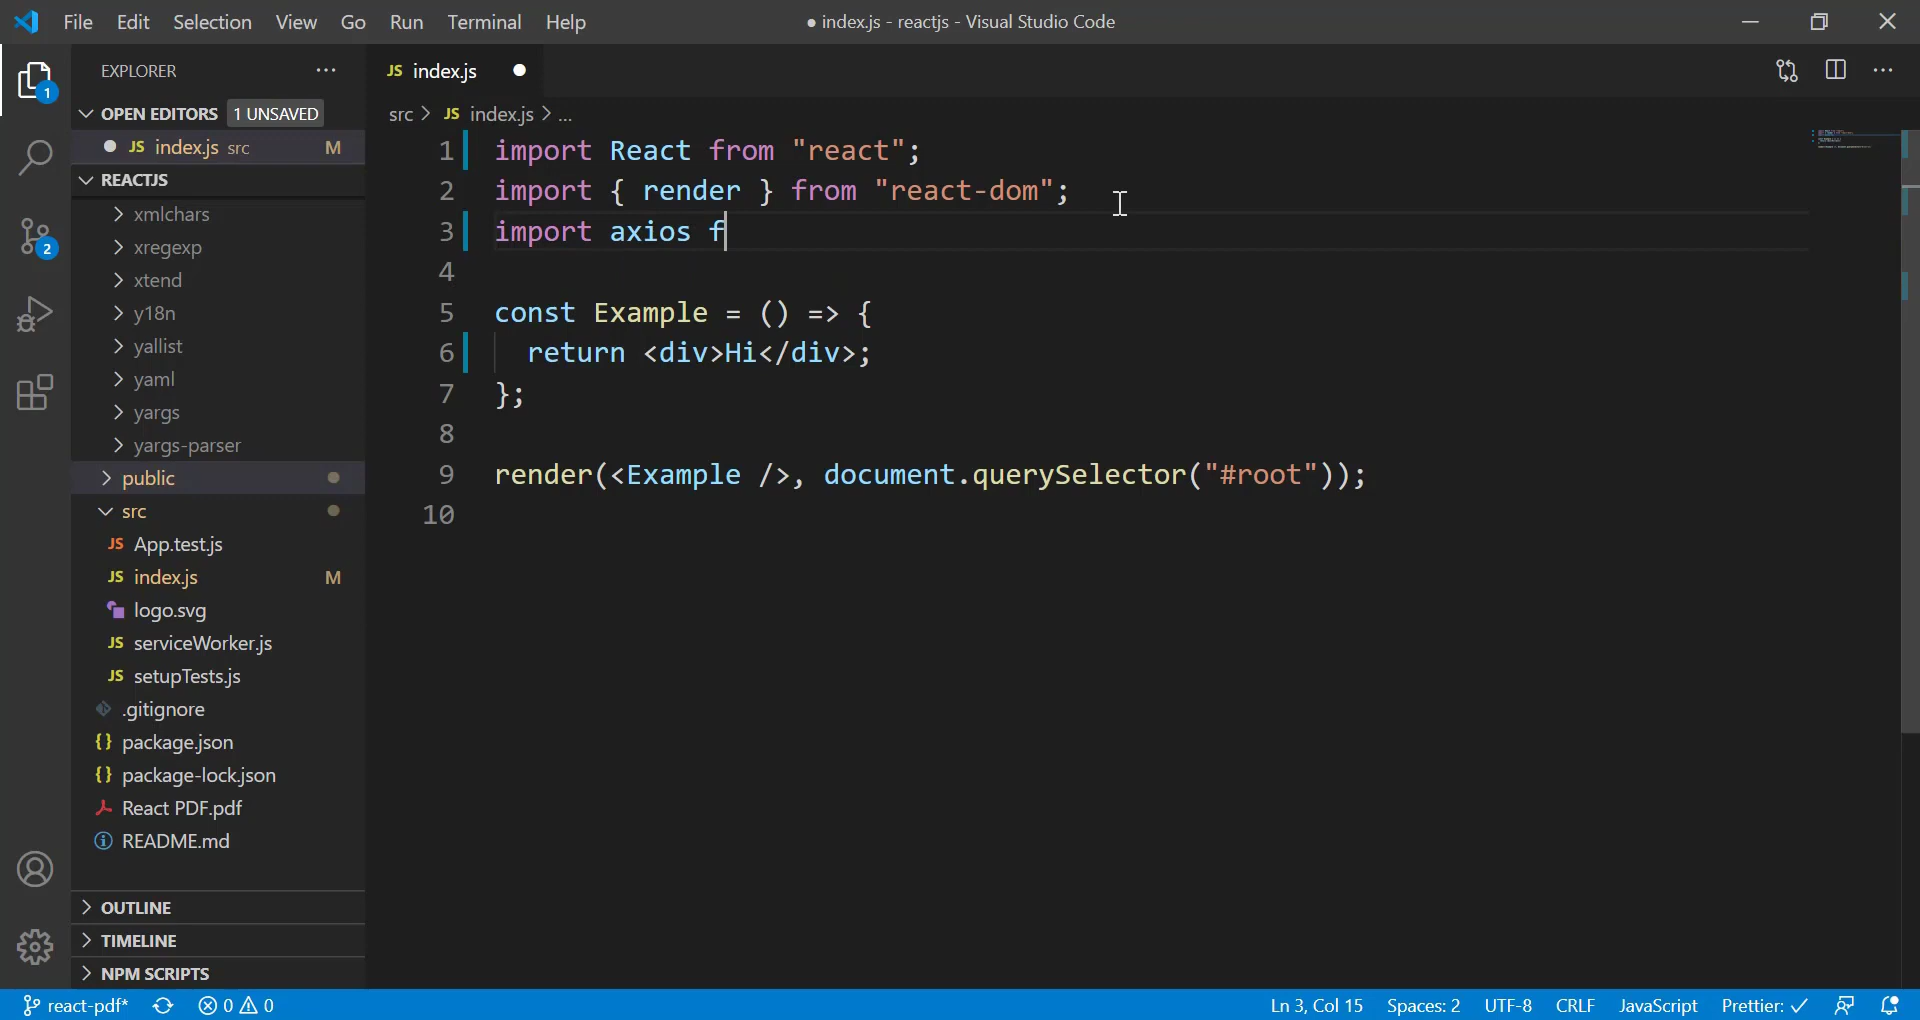 File Edit Selection View Go Run Terminal Help
● index.js - reactjs - Visual Studio Code
EXPLORER
1
OPEN EDITORS 1 UNSAVED
JS index.js src M
REACTJS
2
xmlchars
xregexp
xtend
y18n
yallist
yaml
yargs
yargs-parser
public
src
JS App.test.js
JS index.js M
logo.svg
JS serviceWorker.js
JS setupTests.js
.gitignore
{} package.json
{} package-lock.json
React PDF.pdf
README.md
OUTLINE
TIMELINE
NPM SCRIPTS
JS index.js
src > JS index.js > ...
1 import React from "react";
2 import { render } from "react-dom";
3 import axios f
4
5 const Example = () => {
6 return <div>Hi</div>;
7 };
8
9 render(<Example />, document.querySelector("#root"));
10
react-pdf* 0 0 Ln 3, Col 15 Spaces: 2 UTF-8 CRLF JavaScript Prettier: ✓